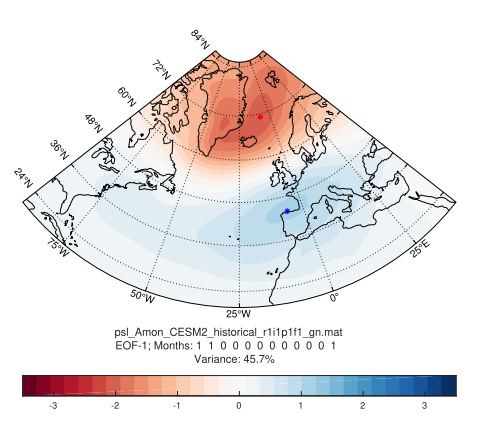 84°N
72°N
60°N
48°N
36°N
24°N
75°W
50°W
25°W
0°
25°E
psl_Amon_CESM2_historical_r1i1p1f1_gn.mat
EOF-1; Months: 1 1 0 0 0 0 0 0 0 0 0 1
Variance: 45.7%
-3 -2 -1 0 1 2 3